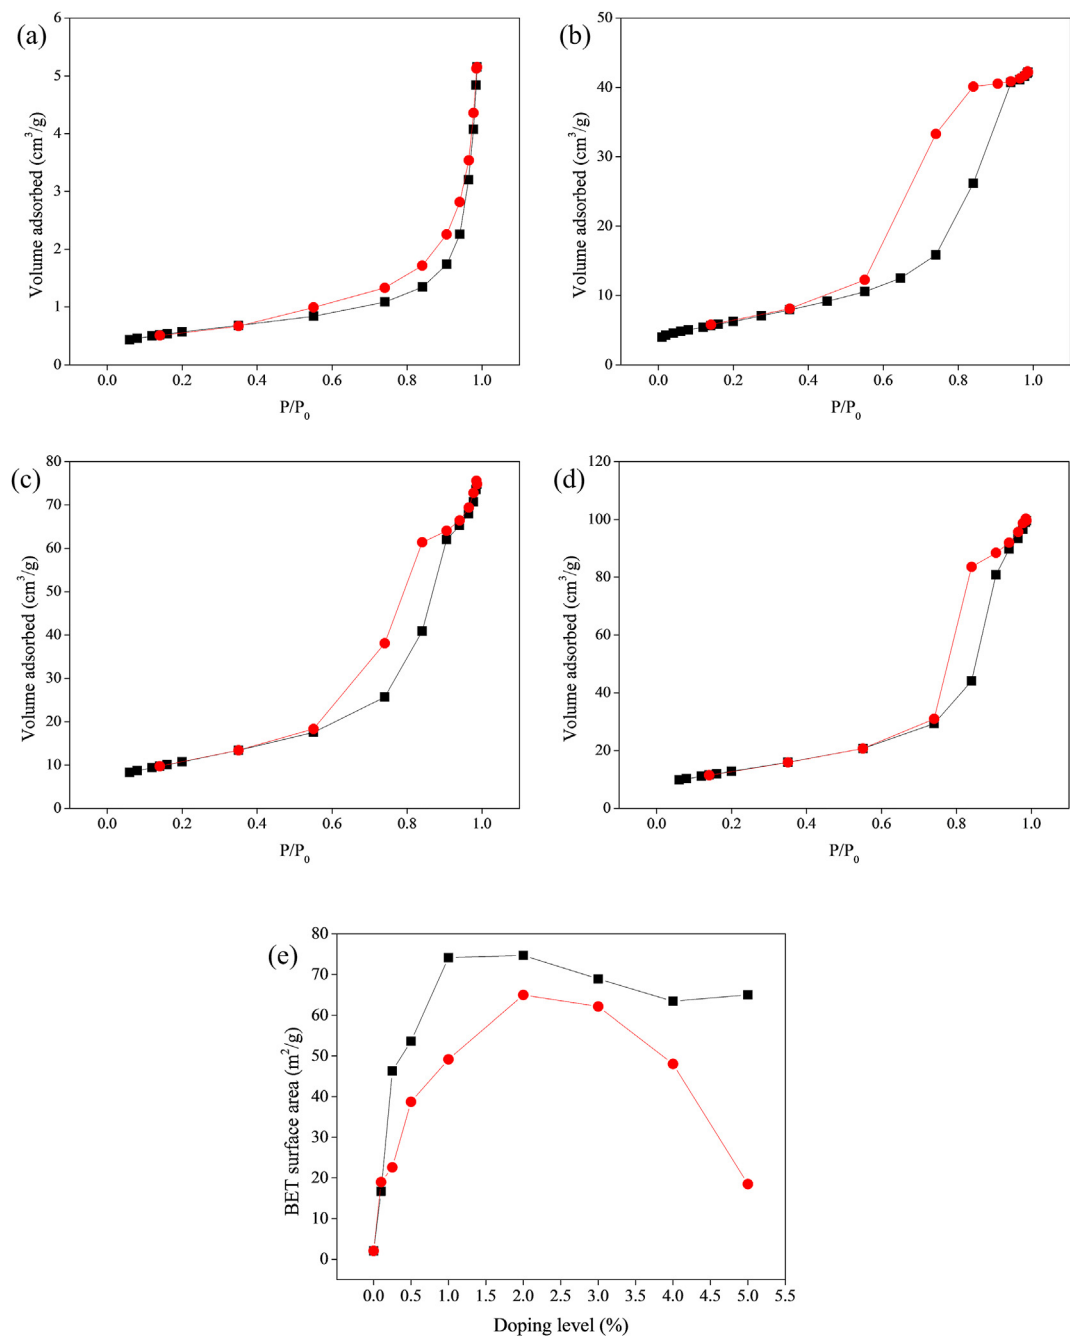 (a)
6
5
4
3
2
1
0
Volume adsorbed (cm³/g)
0.0 0.2 0.4 0.6 0.8 1.0
P/P₀
(b)
50
40
30
20
10
0
Volume adsorbed (cm³/g)
0.0 0.2 0.4 0.6 0.8 1.0
P/P₀
(c)
80
70
60
50
40
30
20
10
0
Volume adsorbed (cm³/g)
0.0 0.2 0.4 0.6 0.8 1.0
P/P₀
(d)
120
100
80
60
40
20
0
Volume adsorbed (cm³/g)
0.0 0.2 0.4 0.6 0.8 1.0
P/P₀
(e)
80
70
60
50
40
30
20
10
0
BET surface area (m²/g)
0.0 0.5 1.0 1.5 2.0 2.5 3.0 3.5 4.0 4.5 5.0 5.5
Doping level (%)